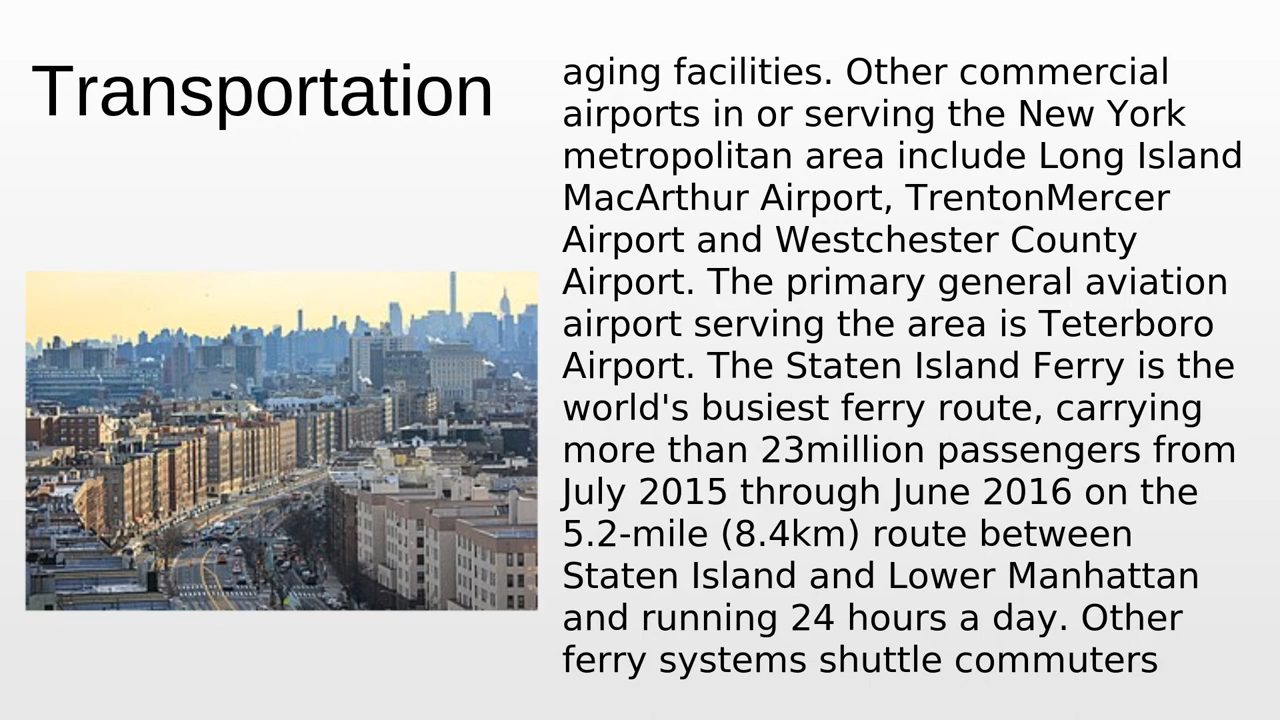 Transportation
aging facilities. Other commercial
airports in or serving the New York
metropolitan area include Long Island
MacArthur Airport, TrentonMercer
Airport and Westchester County
Airport. The primary general aviation
airport serving the area is Teterboro
Airport. The Staten Island Ferry is the
world's busiest ferry route, carrying
more than 23million passengers from
July 2015 through June 2016 on the
5.2-mile (8.4km) route between
Staten Island and Lower Manhattan
and running 24 hours a day. Other
ferry systems shuttle commuters